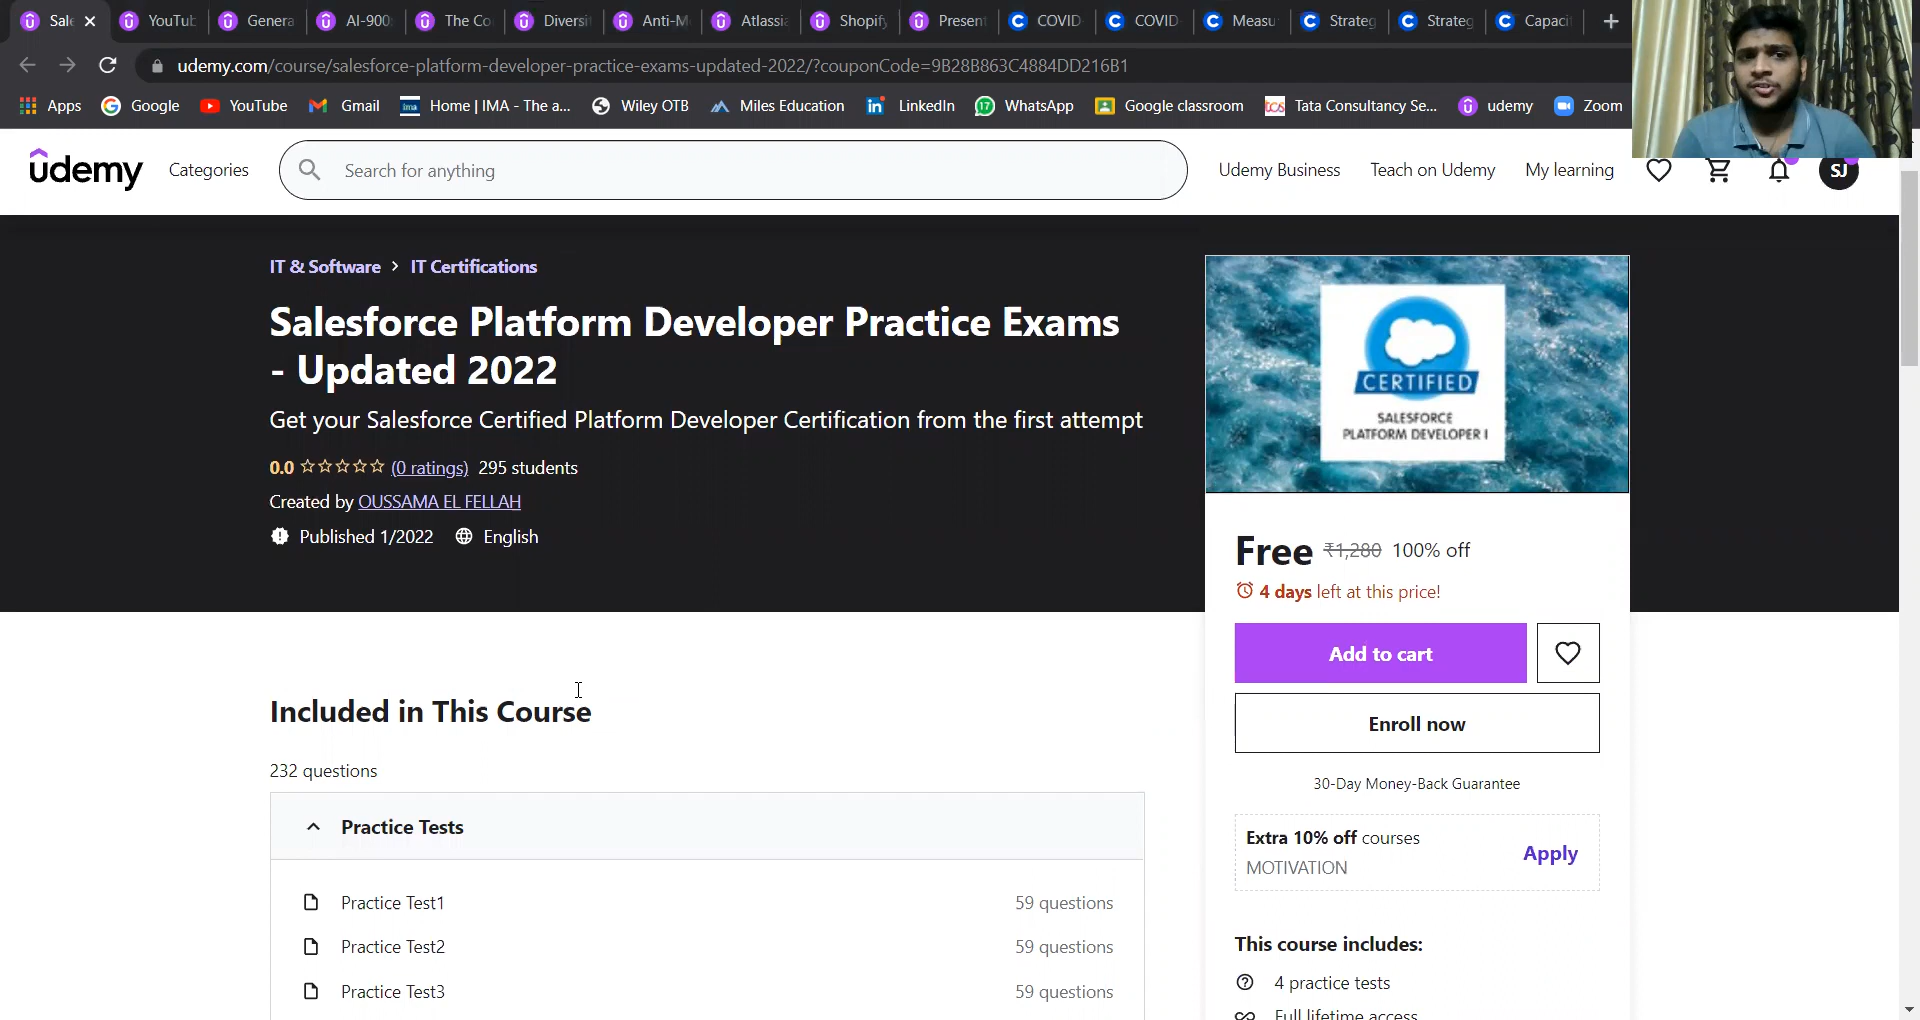 Sale
YouTub
Genera
AI-900
The Co
Diversit
Anti-M
Atlassia
Shopify
Present
COVID
COVID
Measu
Strateg
Strateg
Capaci
udemy.com/course/salesforce-platform-developer-practice-exams-updated-2022/?couponCode=9B28B863C4884DD216B1
Apps Google YouTube Gmail Home | IMA - The a... Wiley OTB Miles Education LinkedIn 17 WhatsApp Google classroom tcs Tata Consultancy Se... udemy Zoom
udemy Categories Search for anything Udemy Business Teach on Udemy My learning SJ
IT & Software > IT Certifications
Salesforce Platform Developer Practice Exams
- Updated 2022
Get your Salesforce Certified Platform Developer Certification from the first attempt
0.0 (0 ratings) 295 students
Created by OUSSAMA EL FELLAH
Published 1/2022 English
CERTIFIED
SALESFORCE
PLATFORM DEVELOPER I
Free ₹1,280 100% off
4 days left at this price!
Add to cart
Enroll now
30-Day Money-Back Guarantee
Extra 10% off courses
MOTIVATION
Apply
This course includes:
4 practice tests
Full lifetime access
Included in This Course
232 questions
Practice Tests
Practice Test1 59 questions
Practice Test2 59 questions
Practice Test3 59 questions